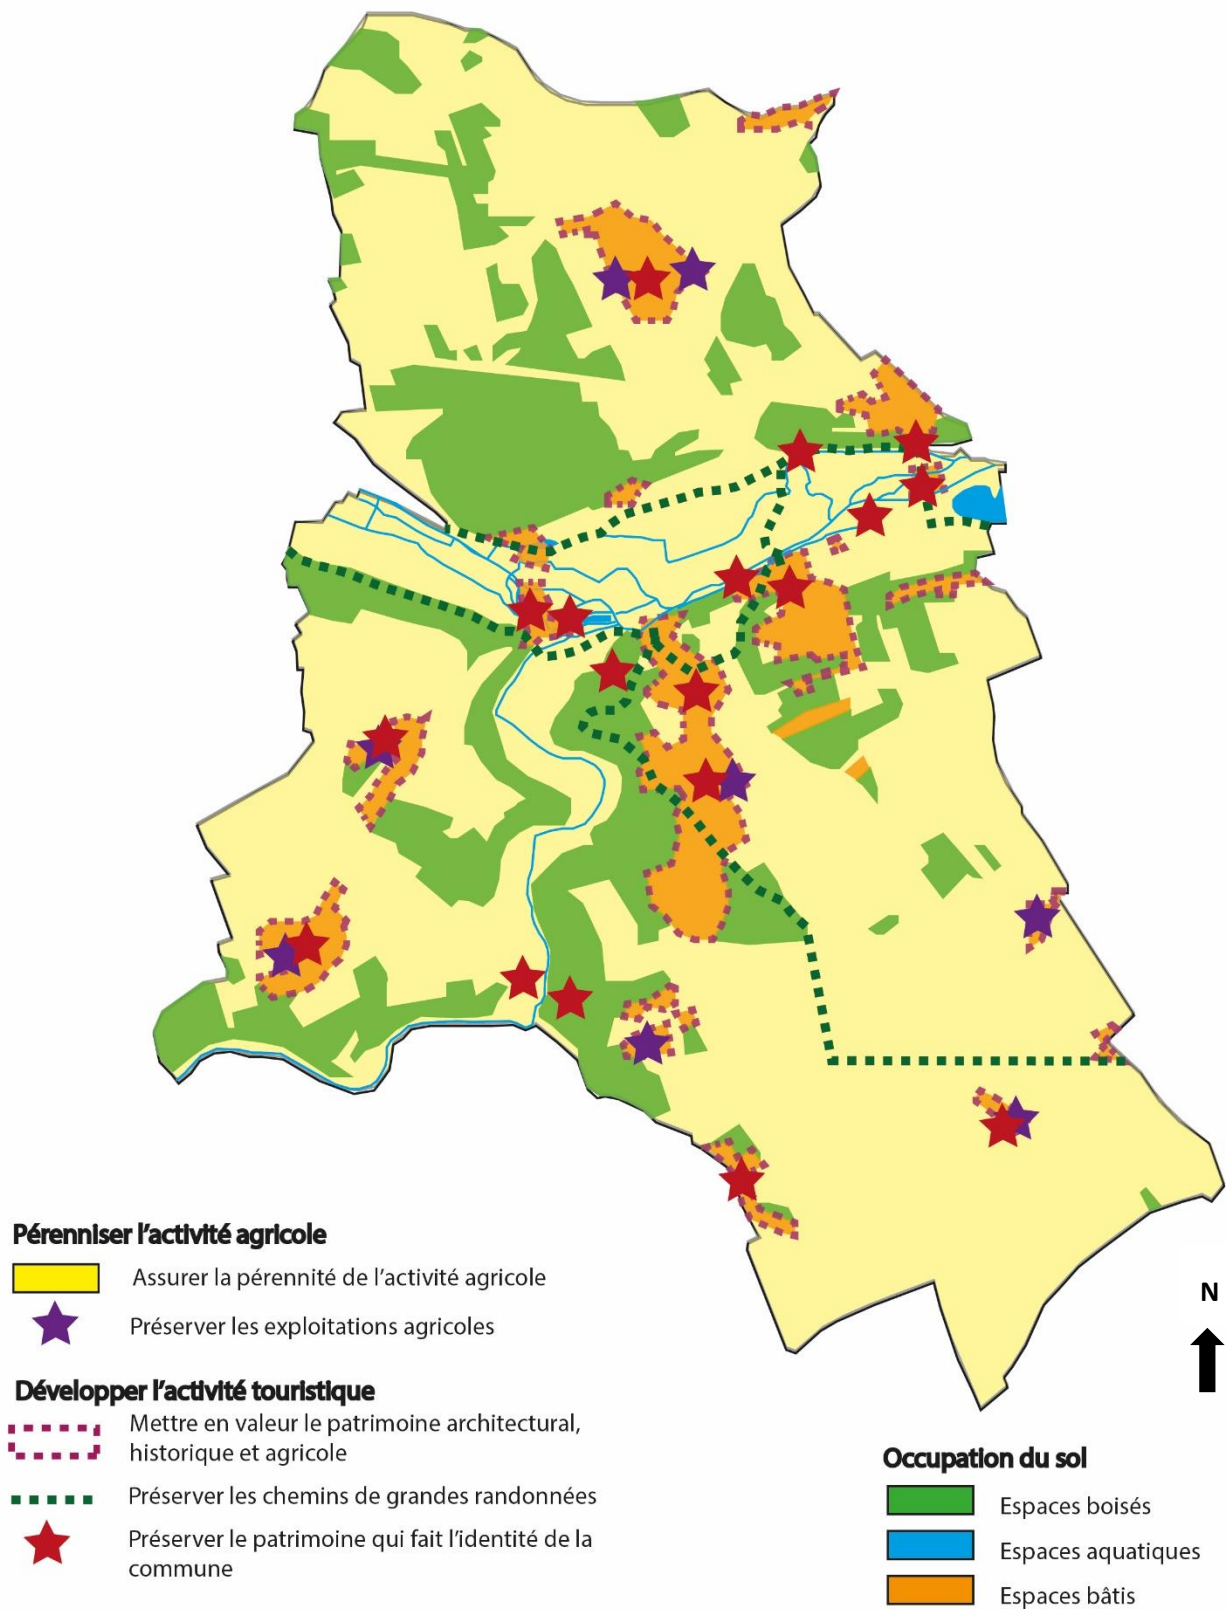 Pérenniser l'activité agricole
Assurer la pérennité de l'activité agricole
Préserver les exploitations agricoles
N
Développer l'activité touristique
Mettre en valeur le patrimoine architectural,
historique et agricole
Préserver les chemins de grandes randonnées
Préserver le patrimoine qui fait l'identité de la
commune
Occupation du sol
Espaces boisés
Espaces aquatiques
Espaces bâtis